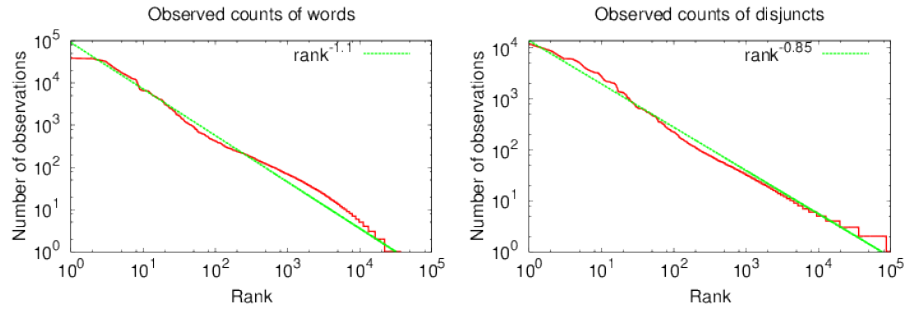 Observed counts of words
Number of observations
10^5
10^4
10^3
10^2
10^1
10^0
rank^-1.1
10^0 10^1 10^2 10^3 10^4 10^5
Rank
Observed counts of disjuncts
Number of observations
10^4
10^3
10^2
10^1
10^0
rank^-0.85
10^0 10^1 10^2 10^3 10^4 10^5
Rank